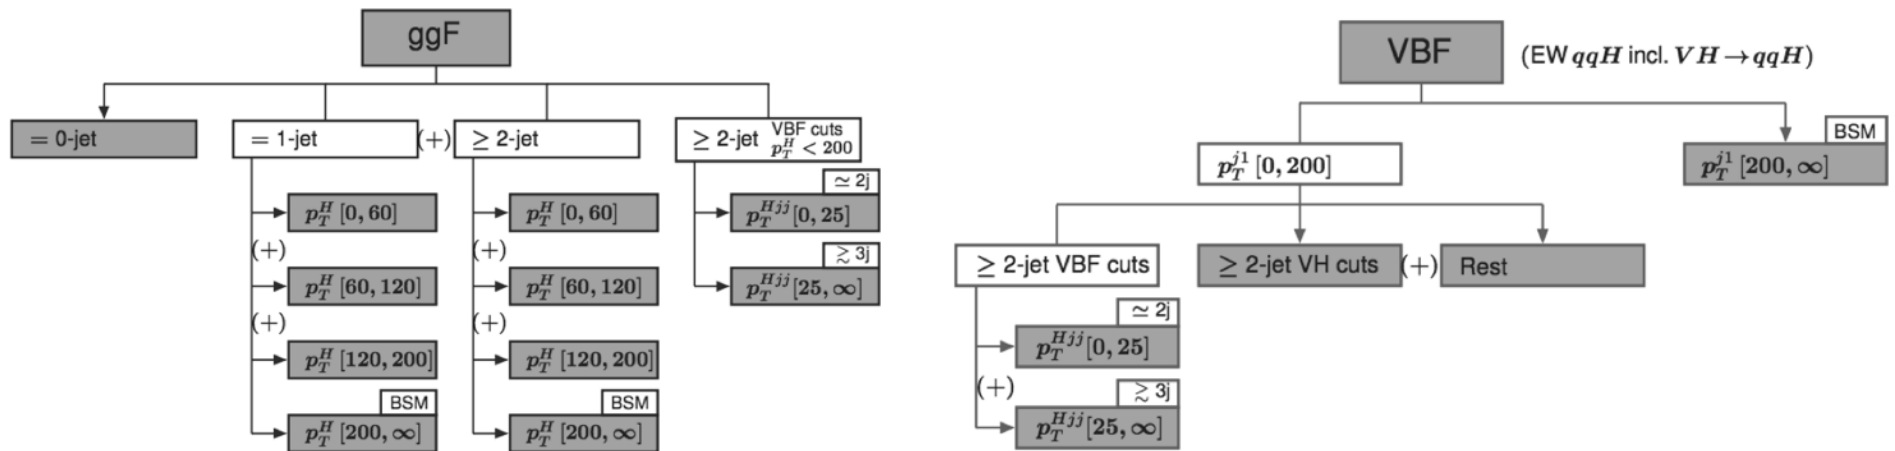 ggF
= 0-jet
= 1-jet
(+)
≥ 2-jet
≥ 2-jet VBF cuts
p_T^H < 200
p_T^H [0, 60]
(+)
p_T^H [60, 120]
(+)
p_T^H [120, 200]
BSM
p_T^H [200, ∞]
p_T^H [0, 60]
(+)
p_T^H [60, 120]
(+)
p_T^H [120, 200]
BSM
p_T^H [200, ∞]
≃ 2j
p_T^{Hjj} [0, 25]
≳ 3j
p_T^{Hjj} [25, ∞]
VBF
(EW qqH incl. VH → qqH)
p_T^{j1} [0, 200]
BSM
p_T^{j1} [200, ∞]
≥ 2-jet VBF cuts
≥ 2-jet VH cuts
(+)
Rest
≃ 2j
p_T^{Hjj} [0, 25]
(+)
≳ 3j
p_T^{Hjj} [25, ∞]